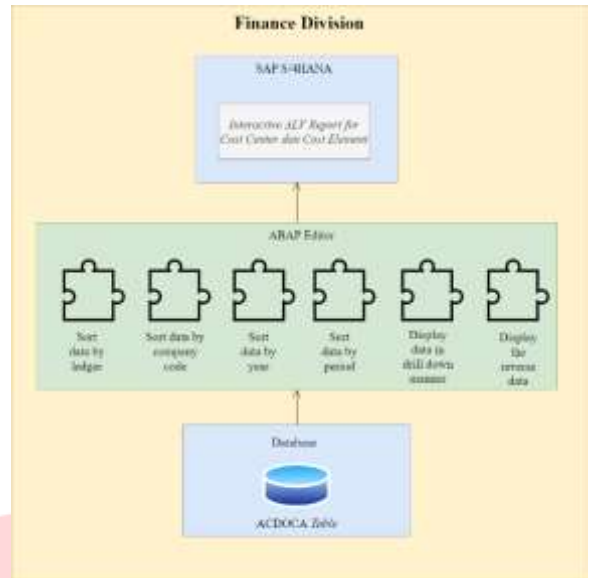 Finance Division
SAP S/4HANA
Interactive ALV Report for
Cost Center dan Cost Element
ABAP Editor
Sort
data by
ledger
Sort data by
company
code
Sort
data by
year
Sort
data by
period
Display
data in
drill down
manner
Display
the
reverse
data
Database
ACDOCA Table